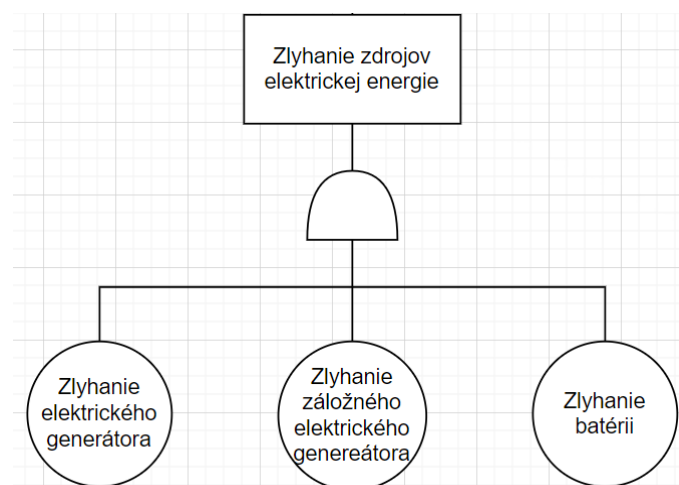 Zlyhanie zdrojov
elektrickej energie
Zlyhanie
elektrického
generátora
Zlyhanie
záložného
elektrického
genereátora
Zlyhanie
batérii